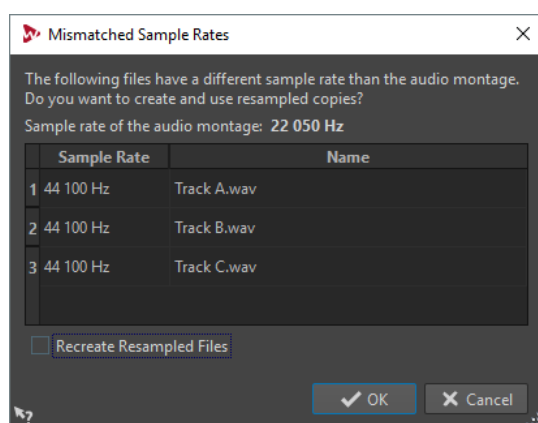 Mismatched Sample Rates
The following files have a different sample rate than the audio montage.
Do you want to create and use resampled copies?
Sample rate of the audio montage: 22 050 Hz
Sample Rate Name
1 44 100 Hz Track A.wav
2 44 100 Hz Track B.wav
3 44 100 Hz Track C.wav
Recreate Resampled Files
OK Cancel
?